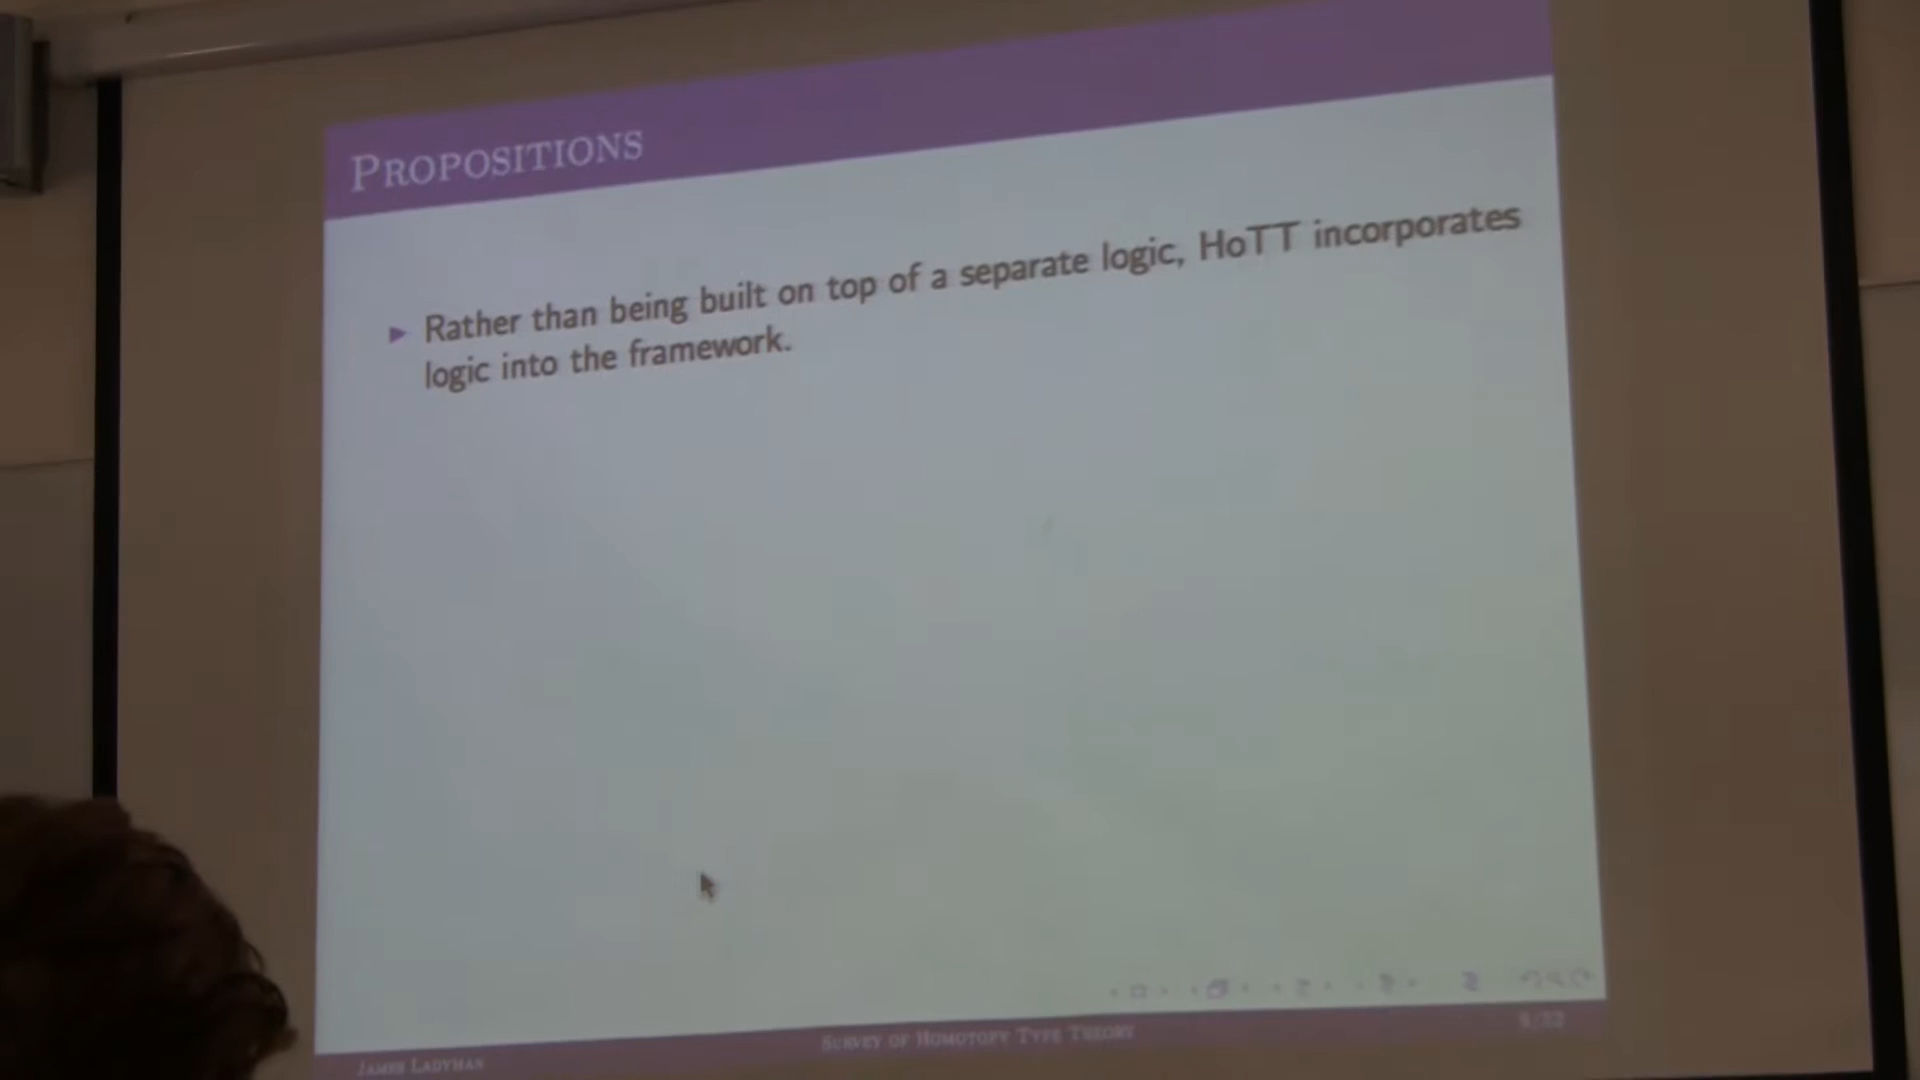 PROPOSITIONS
▶ Rather than being built on top of a separate logic, HoTT incorporates
logic into the framework.
JAMES LADYMAN
SURVEY OF HOMOTOPY TYPE THEORY